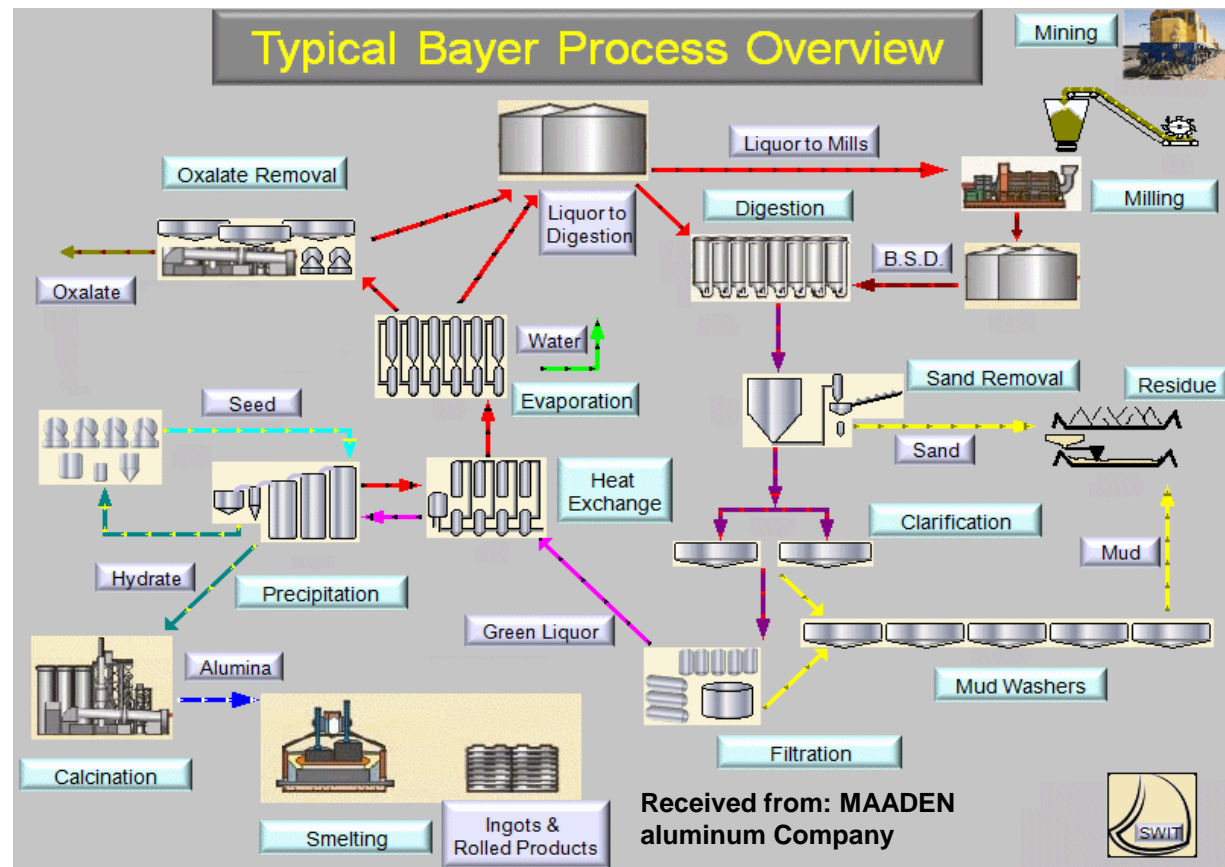 Typical Bayer Process Overview
Mining
Liquor to Mills
Oxalate Removal
Milling
Liquor to
Digestion
Digestion
B.S.D.
Oxalate
Water
Evaporation
Sand Removal
Residue
Seed
Sand
Heat
Exchange
Clarification
Mud
Hydrate
Precipitation
Green Liquor
Alumina
Mud Washers
Calcination
Filtration
Smelting
Ingots &
Rolled Products
Received from: MAADEN
aluminum Company
SWIT